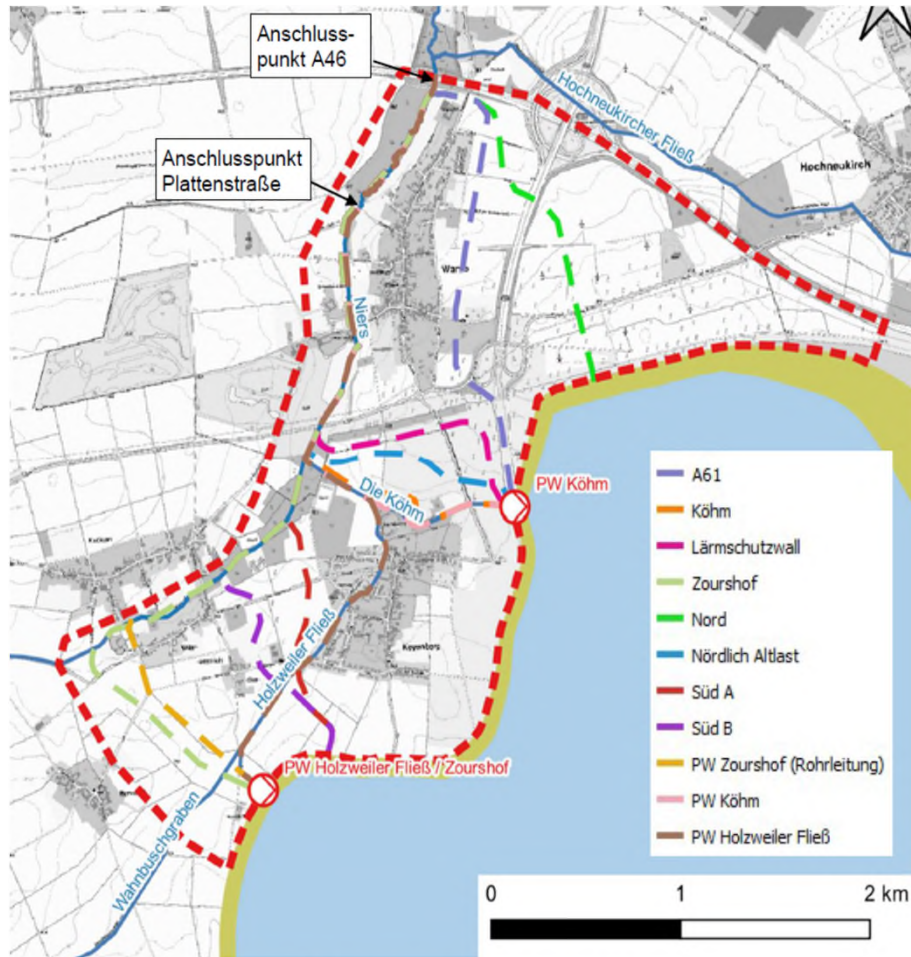 Anschluss-
punkt A46
Hochneukircher Fließ
Anschlusspunkt
Plattenstraße
Hochneukirch
Niers
PW Köhm
Die Köhm
A61
Köhm
Lärmschutzwall
Zourshof
Nord
Nördlich Altlast
Süd A
Süd B
PW Zourshof (Rohrleitung)
PW Köhm
PW Holzweiler Fließ
Holzweiler Fließ
Keyenberg
PW Holzweiler Fließ / Zourshof
Wahnbuschgraben
0 1 2 km